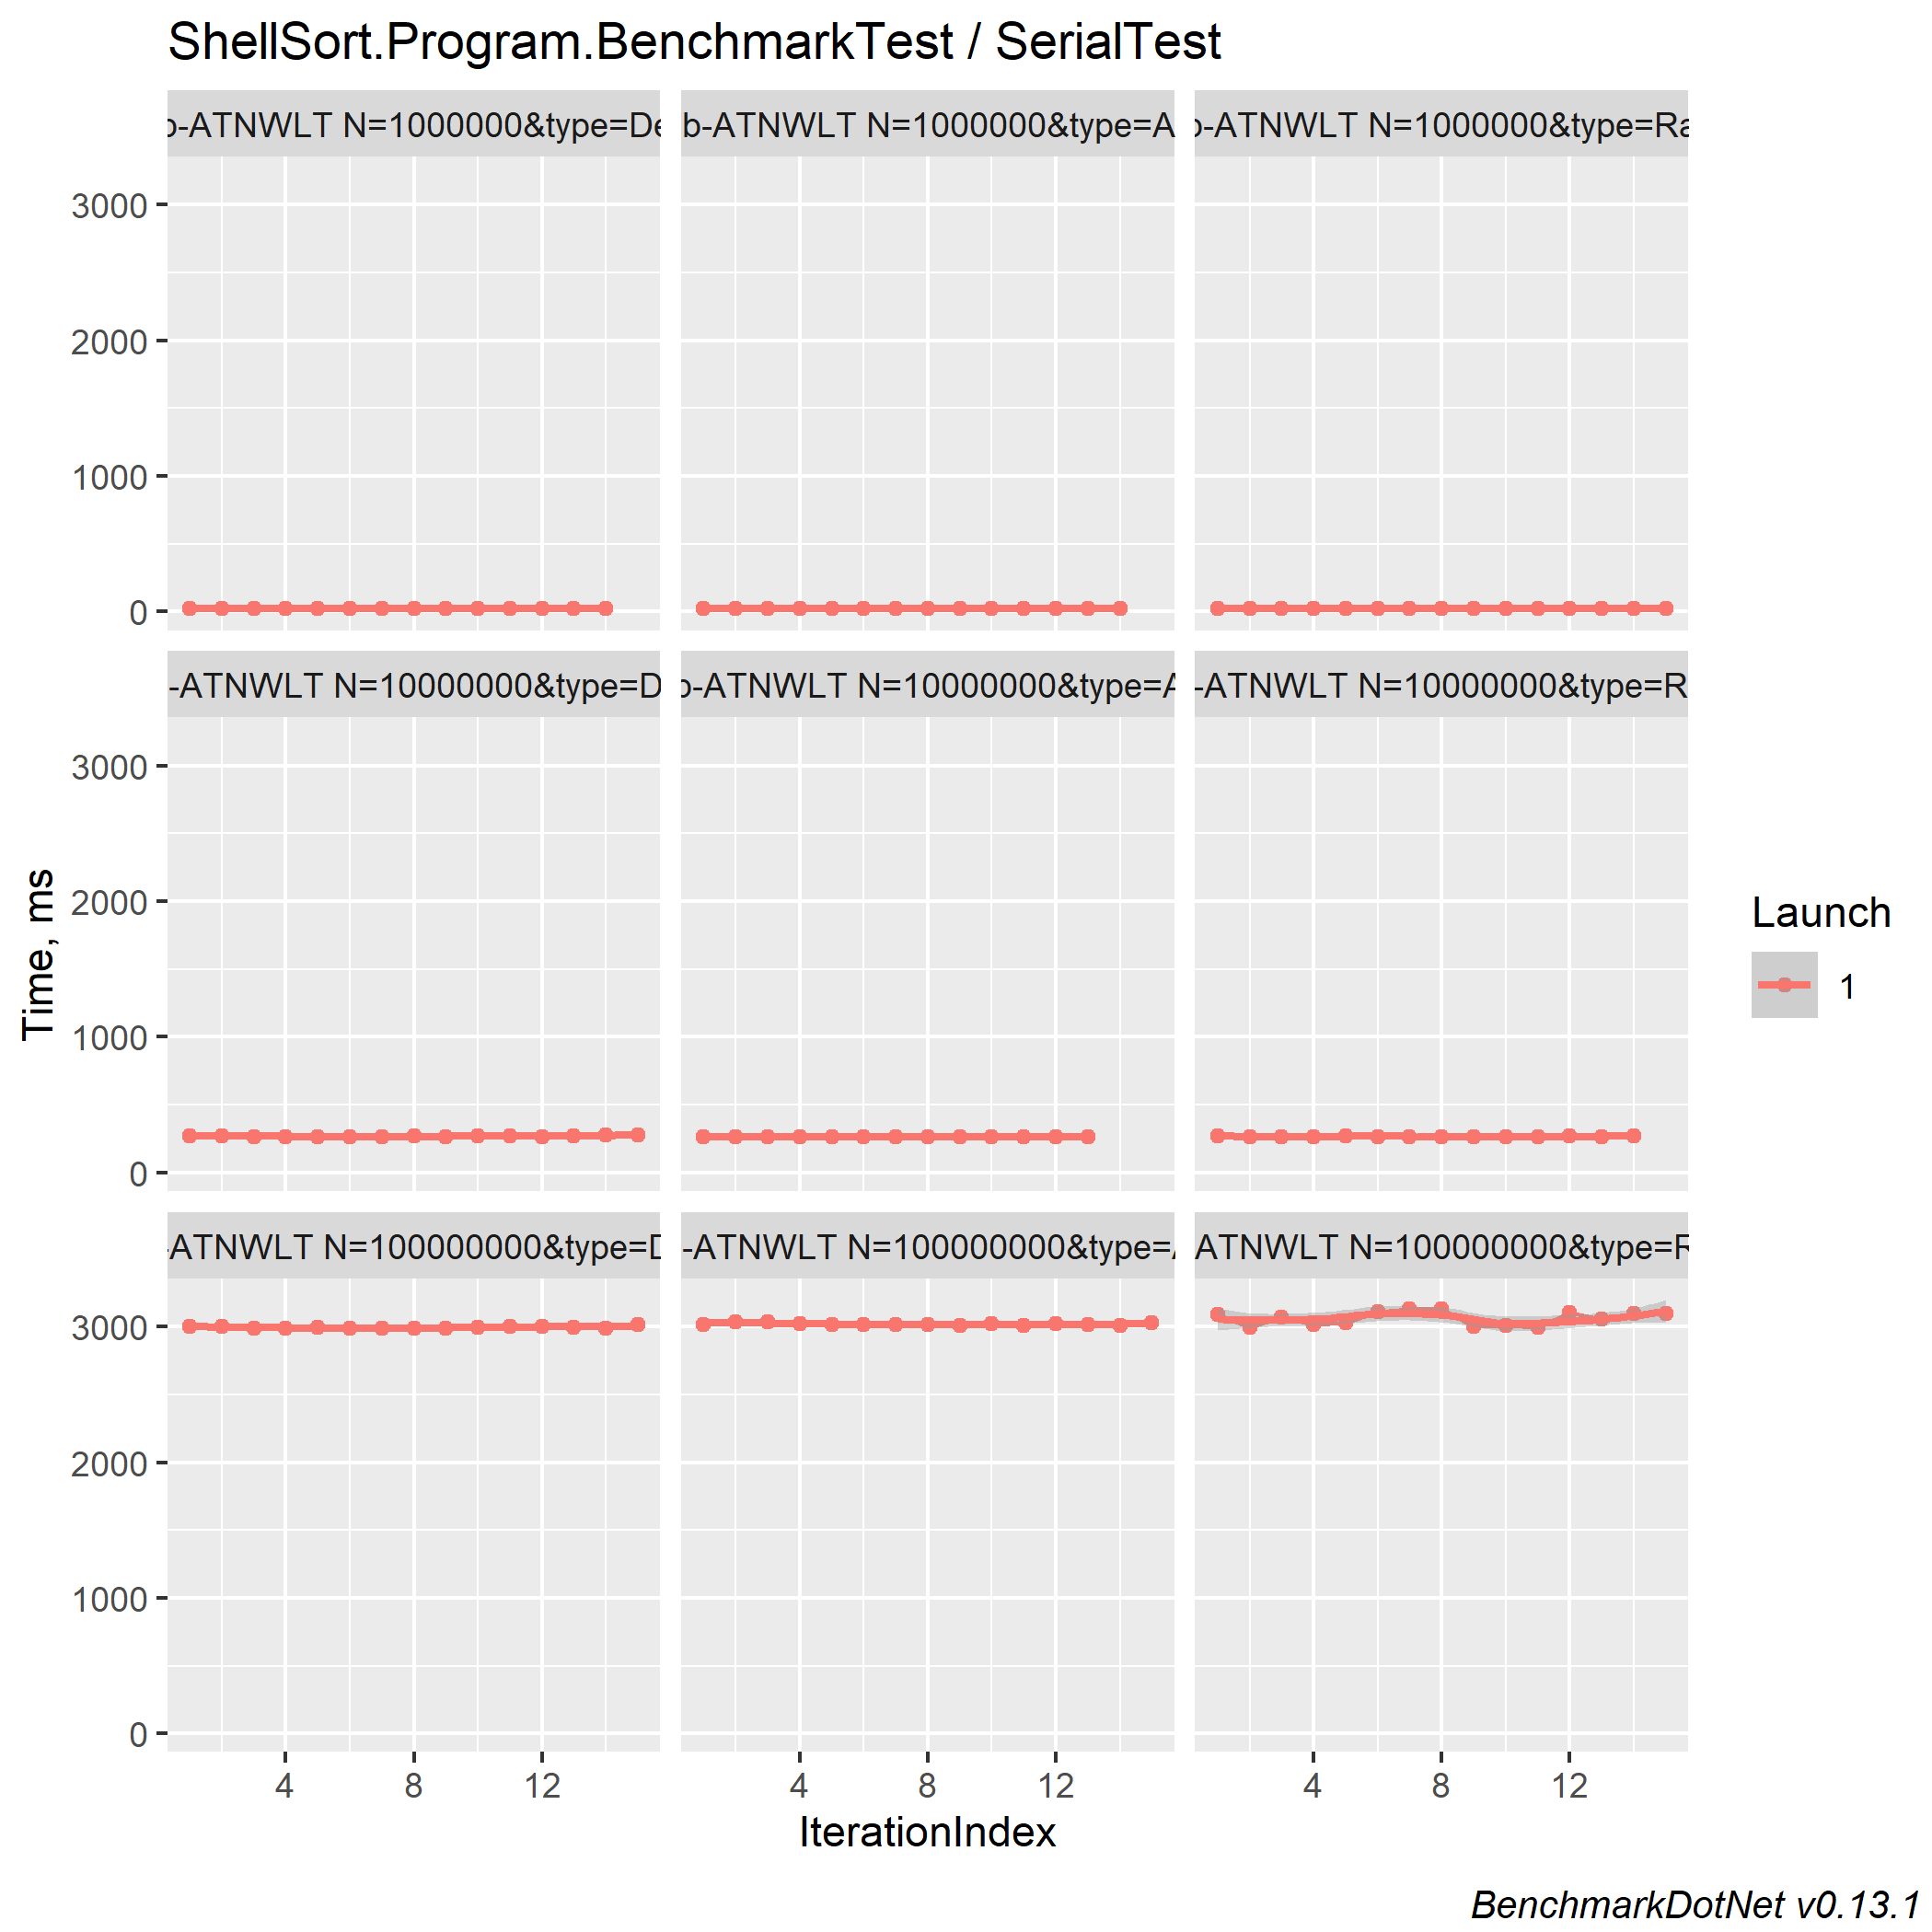 ShellSort.Program.BenchmarkTest / SerialTest
b-ATNWLT N=1000000&type=De
b-ATNWLT N=1000000&type=A
b-ATNWLT N=1000000&type=Ra
3000
2000
1000
0
-ATNWLT N=10000000&type=D
b-ATNWLT N=10000000&type=A
-ATNWLT N=10000000&type=R
3000
2000
1000
0
-ATNWLT N=100000000&type=D
-ATNWLT N=100000000&type=A
ATNWLT N=100000000&type=R
3000
2000
1000
0
4 8 12
4 8 12
4 8 12
IterationIndex
Time, ms
Launch
1
BenchmarkDotNet v0.13.1